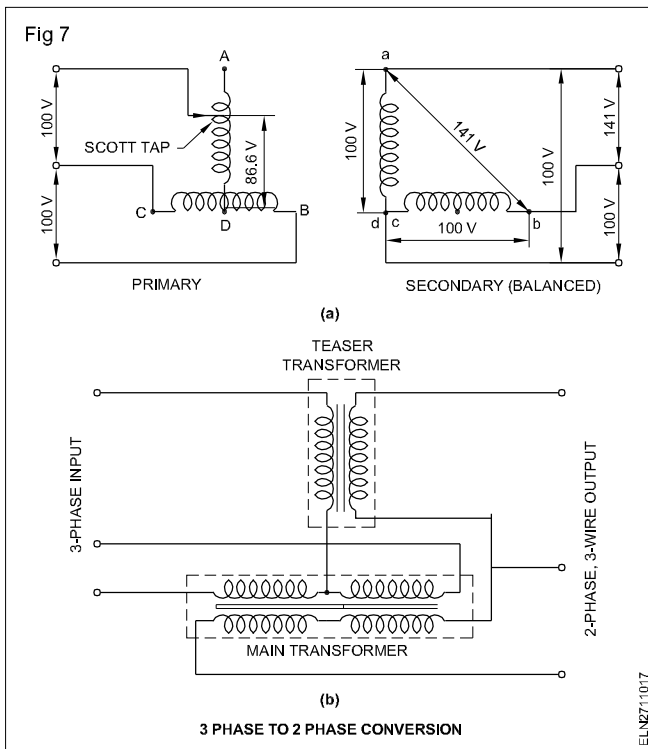 Fig 7
A
100 V
SCOTT TAP
86.6 V
100 V
C
D
B
PRIMARY
a
100 V
141 V
100 V
141 V
100 V
d
c
b
100 V
SECONDARY (BALANCED)
(a)
TEASER
TRANSFORMER
3-PHASE INPUT
2-PHASE, 3-WIRE OUTPUT
MAIN TRANSFORMER
(b)
3 PHASE TO 2 PHASE CONVERSION
ELN2711017